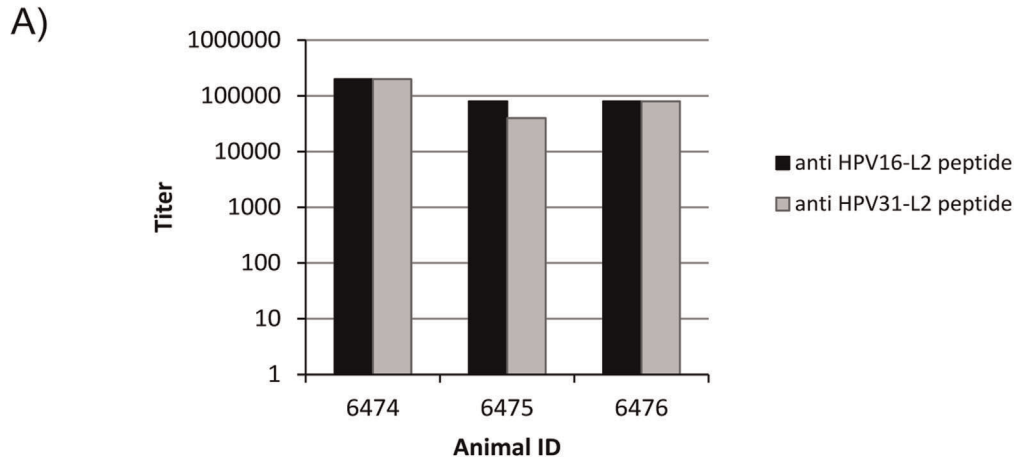 A)
1000000
100000
10000
1000
100
10
1
Titer
6474 6475 6476
Animal ID
anti HPV16-L2 peptide
anti HPV31-L2 peptide